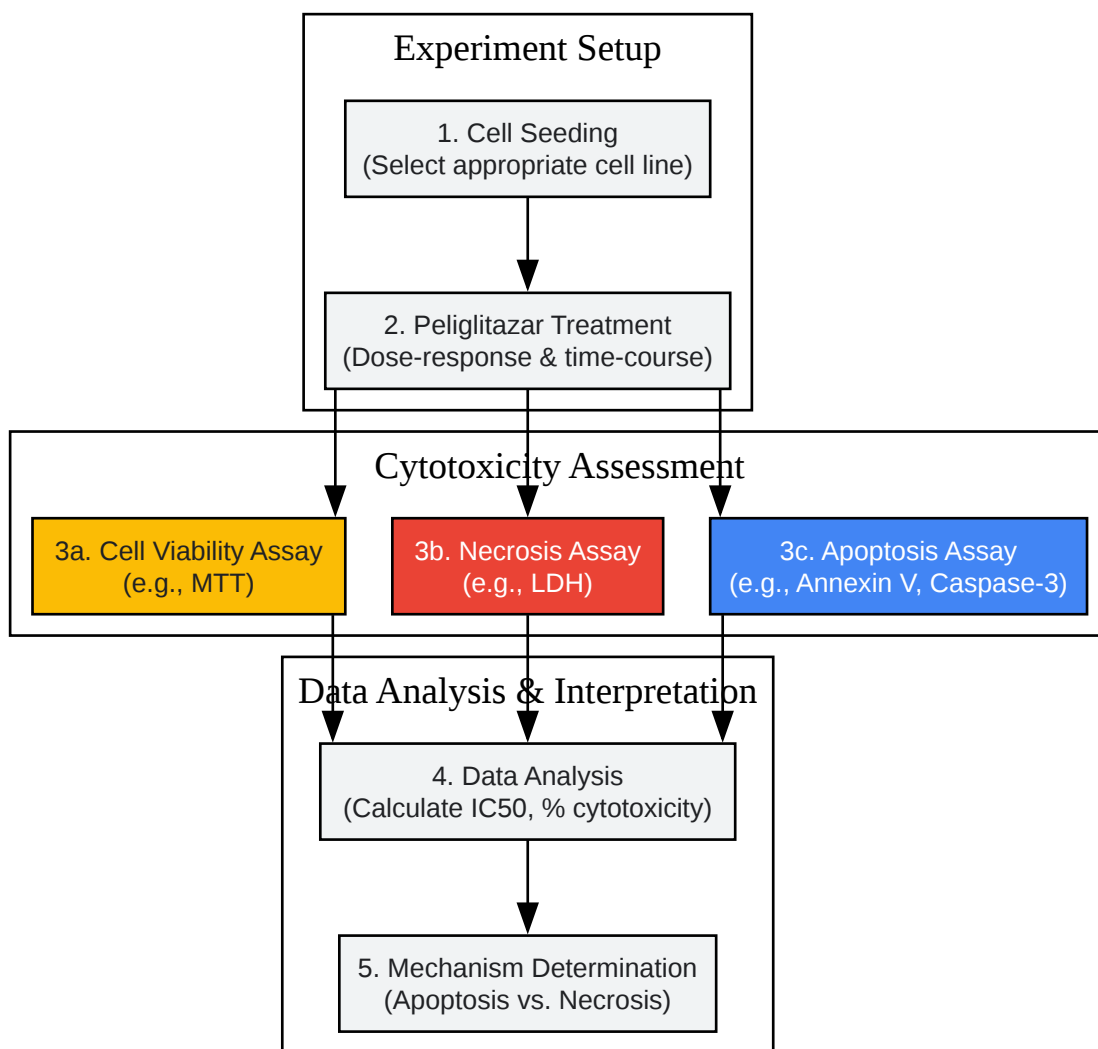 Experiment Setup
1. Cell Seeding
(Select appropriate cell line)
2. Peliglitazar Treatment
(Dose-response & time-course)
Cytotoxicity Assessment
3a. Cell Viability Assay
(e.g., MTT)
3b. Necrosis Assay
(e.g., LDH)
3c. Apoptosis Assay
(e.g., Annexin V, Caspase-3)
Data Analysis & Interpretation
4. Data Analysis
(Calculate IC50, % cytotoxicity)
5. Mechanism Determination
(Apoptosis vs. Necrosis)